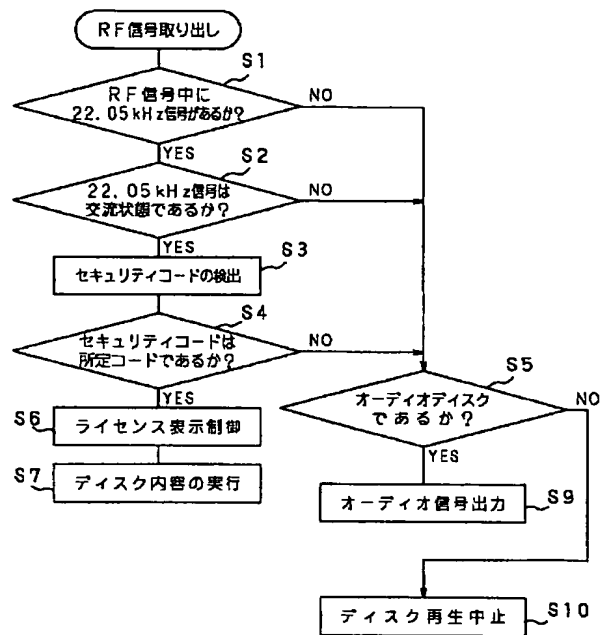 RF信号取り出し
S1
RF信号中に
22.05kHz信号があるか?
NO
YES
S2
22.05kHz信号は
交流状態であるか?
NO
YES
S3
セキュリティコードの検出
S4
セキュリティコードは
所定コードであるか?
NO
YES
S5
オーディオディスク
であるか?
NO
YES
S6
ライセンス表示制御
S7
ディスク内容の実行
オーディオ信号出力
S9
ディスク再生中止
S10